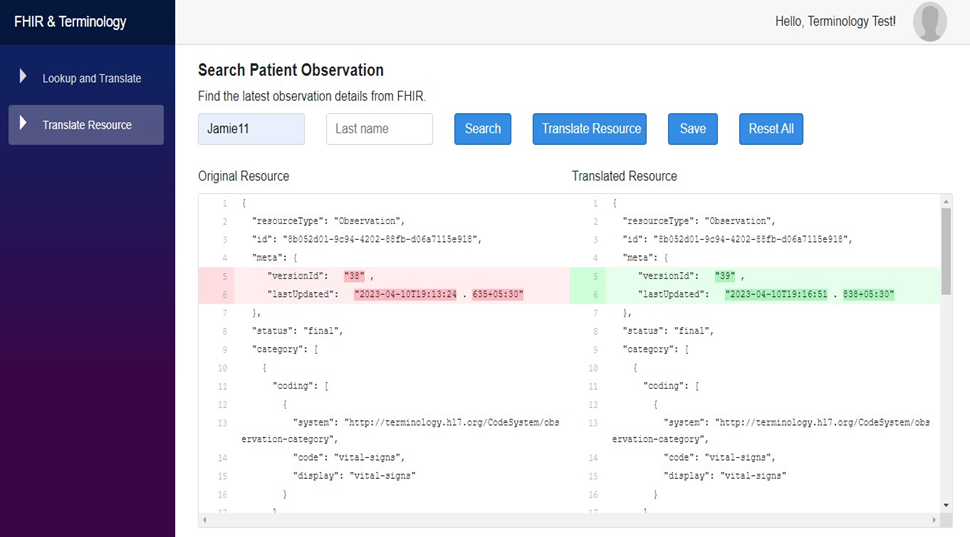 FHIR & Terminology
Hello, Terminology Test!
Lookup and Translate
Translate Resource
Search Patient Observation
Find the latest observation details from FHIR.
Jamie11
Last name
Search
Translate Resource
Save
Reset All
Original Resource
1 {
2 "resourceType": "Observation",
3 "id": "8b052d01-9c94-4202-88fb-d06a7115e918",
4 "meta": {
5 "versionId": "38" ,
6 "lastUpdated": "2023-04-10T19:13:24 . 635+05:30"
7 },
8 "status": "final",
9 "category": [
10 {
11 "coding": [
12 {
13 "system": "http://terminology.hl7.org/CodeSystem/obs
ervation-category",
14 "code": "vital-signs",
15 "display": "vital-signs"
16 }
Translated Resource
1 {
2 "resourceType": "Observation",
3 "id": "8b052d01-9c94-4202-88fb-d06a7115e918",
4 "meta": {
5 "versionId": "39" ,
6 "lastUpdated": "2023-04-10T19:16:51 . 838+05:30"
7 },
8 "status": "final",
9 "category": [
10 {
11 "coding": [
12 {
13 "system": "http://terminology.hl7.org/CodeSystem/obs
ervation-category",
14 "code": "vital-signs",
15 "display": "vital-signs"
16 }